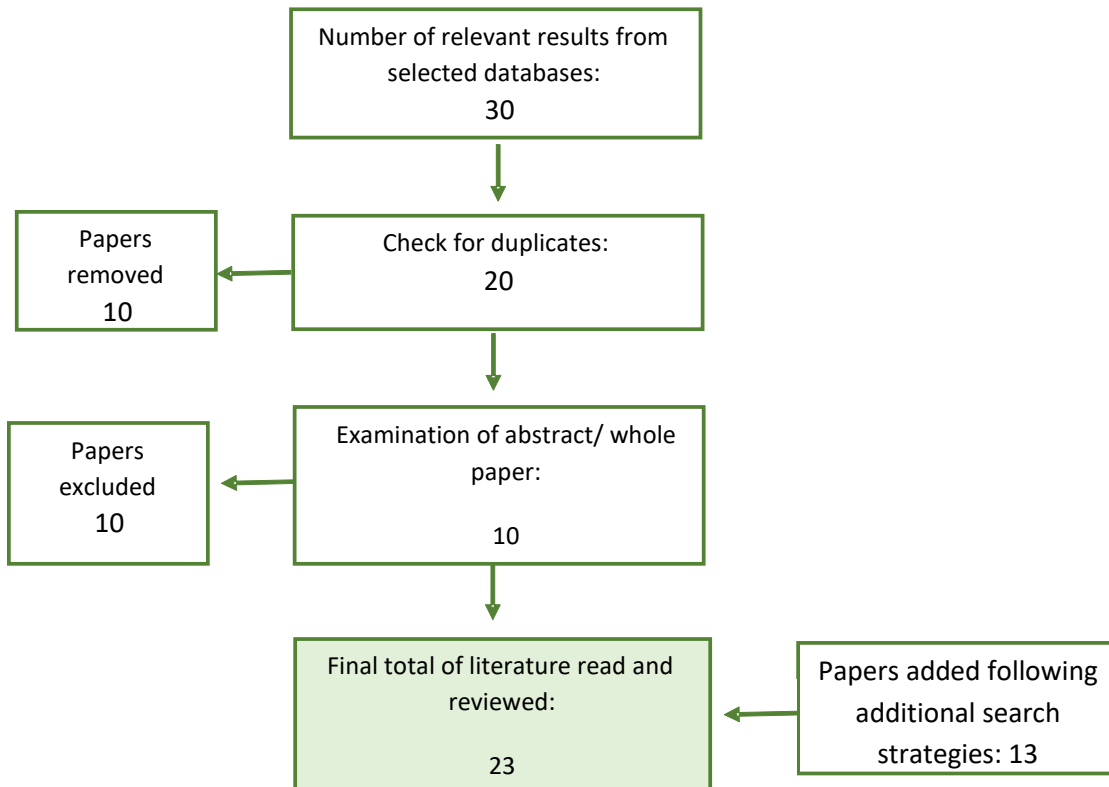 Number of relevant results from
selected databases:
30
Papers
removed
10
Check for duplicates:
20
Papers
excluded
10
Examination of abstract/ whole
paper:
10
Final total of literature read and
reviewed:
23
Papers added following
additional search
strategies: 13